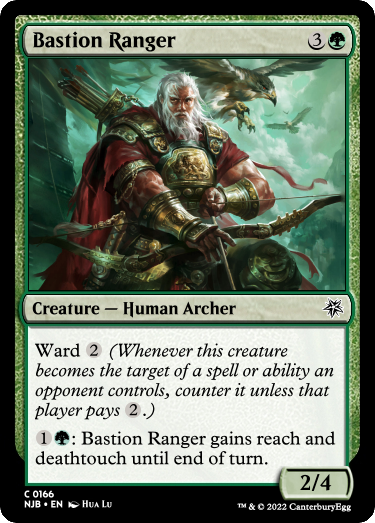 Bastion Ranger 3
Creature — Human Archer
Ward 2 (Whenever this creature
becomes the target of a spell or ability an
opponent controls, counter it unless that
player pays 2.)
1: Bastion Ranger gains reach and
deathtouch until end of turn.
2/4
C 0166
NJB • EN Hua Lu
™ & © 2022 CanterburyEgg